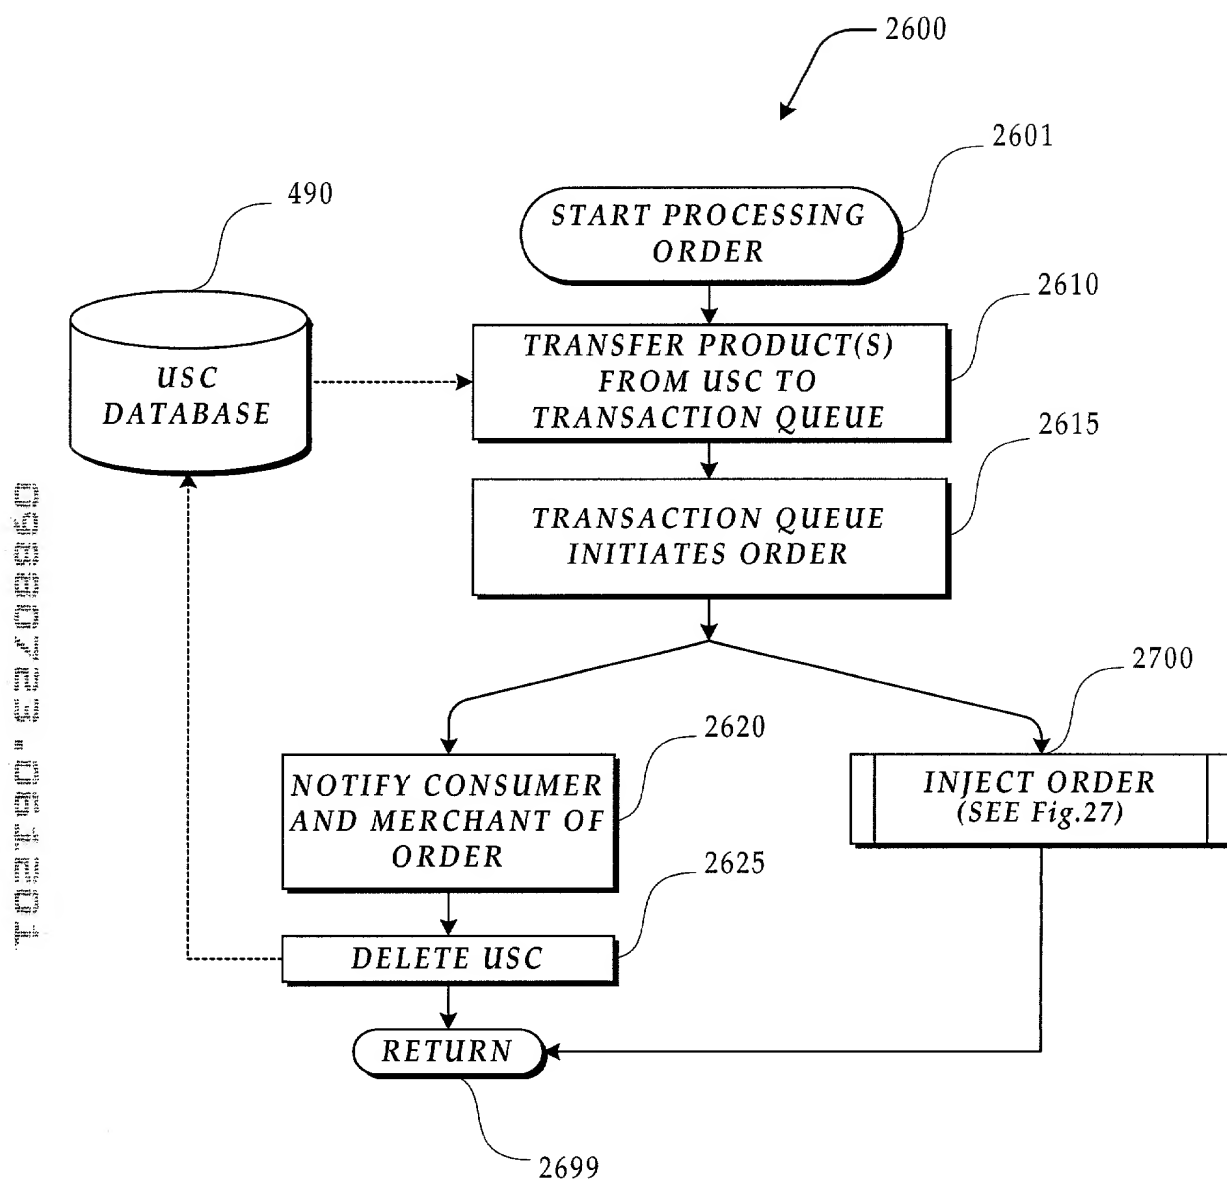 2600
2601
START PROCESSING
ORDER
490
2610
TRANSFER PRODUCT(S)
FROM USC TO
TRANSACTION QUEUE
USC
DATABASE
2615
TRANSACTION QUEUE
INITIATES ORDER
2700
2620
INJECT ORDER
(SEE Fig.27)
NOTIFY CONSUMER
AND MERCHANT OF
ORDER
2625
DELETE USC
RETURN
2699
09880723.061201